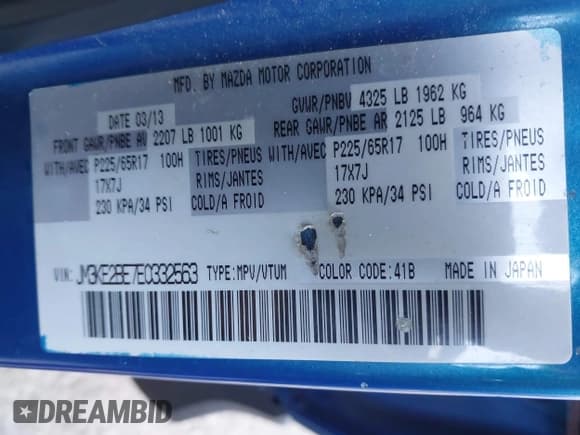 MFD. BY MAZDA MOTOR CORPORATION
DATE 03/13 GVWR/PNBV 4325 LB 1962 KG
FRONT GAWR/PNBE AV 2207 LB 1001 KG REAR GAWR/PNBE AR 2125 LB 964 KG
WITH/AVEC P225/65R17 100H TIRES/PNEUS WITH/AVEC P225/65R17 100H TIRES/PNEUS
17X7J RIMS/JANTES 17X7J RIMS/JANTES
230 KPA/34 PSI COLD/A FROID 230 KPA/34 PSI COLD/A FROID
VIN: JM3KE2BE7E0332563 TYPE:MPV/VTUM COLOR CODE:41B MADE IN JAPAN
DREAMBID